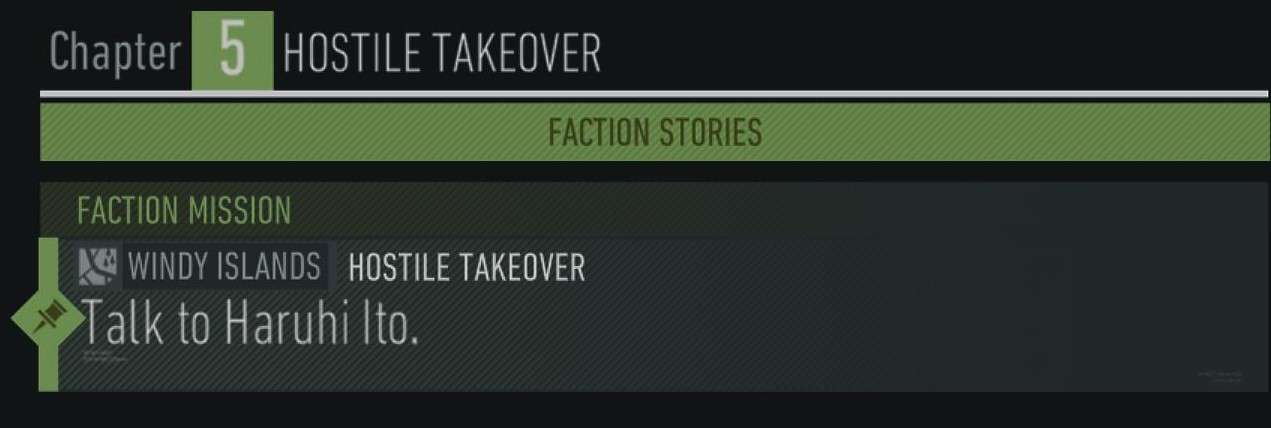 Chapter 5 HOSTILE TAKEOVER
FACTION STORIES
FACTION MISSION
WINDY ISLANDS HOSTILE TAKEOVER
Talk to Haruhi Ito.